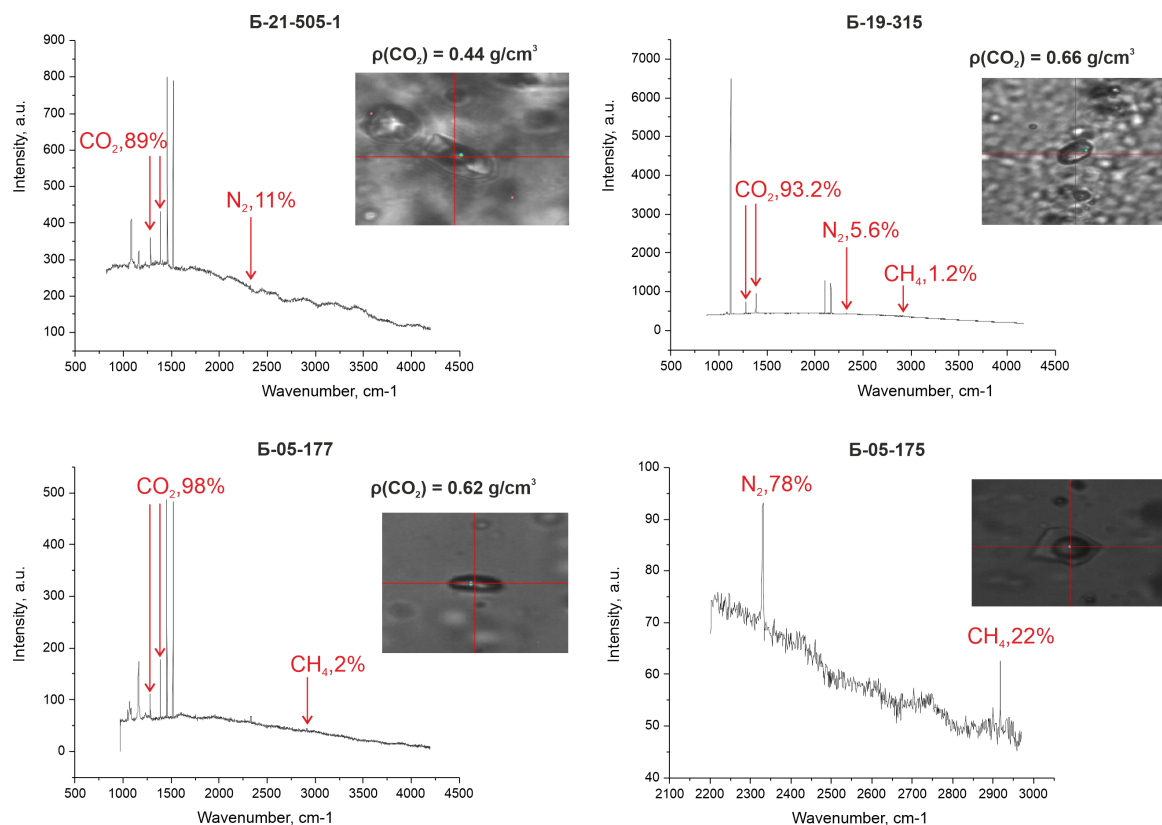 Б-21-505-1
ρ(CO₂) = 0.44 g/cm³
CO₂,89%
N₂,11%
Intensity, a.u.
900
800
700
600
500
400
300
200
100
0
500 1000 1500 2000 2500 3000 3500 4000 4500
Wavenumber, cm-1
Б-19-315
ρ(CO₂) = 0.66 g/cm³
CO₂,93.2%
N₂,5.6%
CH₄,1.2%
Intensity, a.u.
7000
6000
5000
4000
3000
2000
1000
0
500 1000 1500 2000 2500 3000 3500 4000 4500
Wavenumber, cm-1
Б-05-177
ρ(CO₂) = 0.62 g/cm³
CO₂,98%
CH₄,2%
Intensity, a.u.
500
400
300
200
100
0
500 1000 1500 2000 2500 3000 3500 4000 4500
Wavenumber, cm-1
Б-05-175
N₂,78%
CH₄,22%
Intensity, a.u.
100
90
80
70
60
50
40
2100 2200 2300 2400 2500 2600 2700 2800 2900 3000
Wavenumber, cm-1